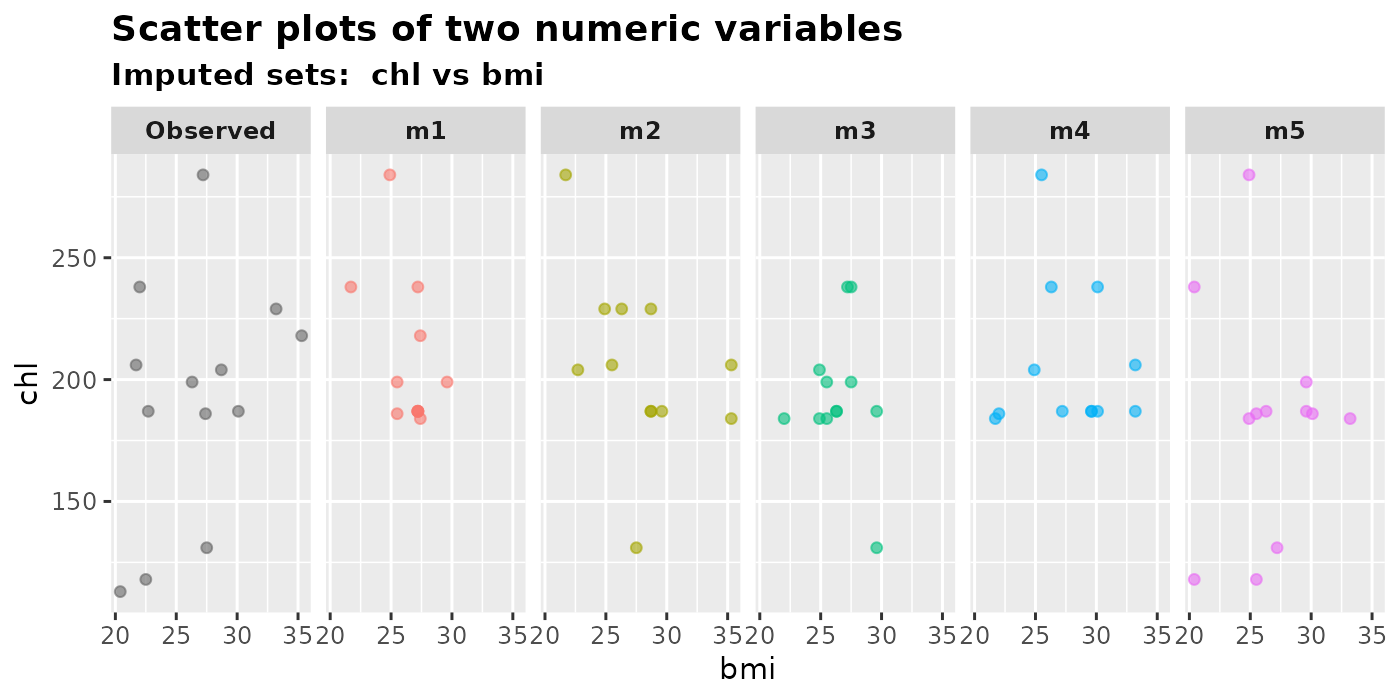 Scatter plots of two numeric variables
Imputed sets:  chl vs bmi
Observed m1 m2 m3 m4 m5
chl
250
200
150
20 25 30 35 20 25 30 35 20 25 30 35 20 25 30 35 20 25 30 35 20 25 30 35
bmi